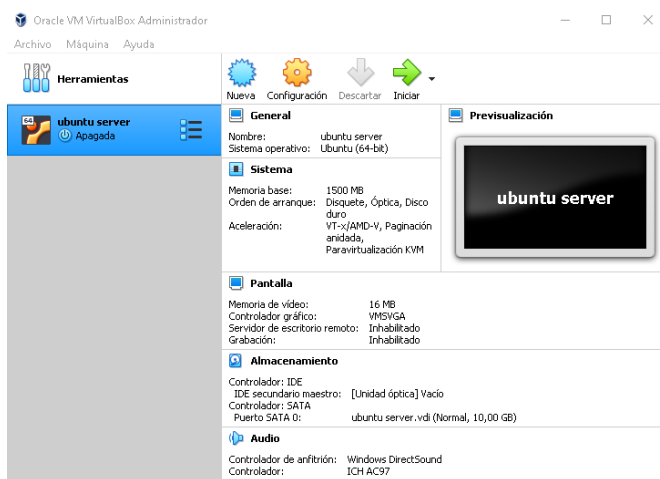 Oracle VM VirtualBox Administrador
Archivo Máquina Ayuda
Herramientas
Nueva Configuración Descartar Iniciar
64
ubuntu server
Apagada
General
Nombre: ubuntu server
Sistema operativo: Ubuntu (64-bit)
Sistema
Memoria base: 1500 MB
Orden de arranque: Disquete, Óptica, Disco
duro
Aceleración: VT-x/AMD-V, Paginación
anidada,
Paravirtualización KVM
Previsualización
ubuntu server
Pantalla
Memoria de vídeo: 16 MB
Controlador gráfico: VMSVGA
Servidor de escritorio remoto: Inhabilitado
Grabación: Inhabilitado
Almacenamiento
Controlador: IDE
IDE secundario maestro: [Unidad óptica] Vacío
Controlador: SATA
Puerto SATA 0: ubuntu server.vdi (Normal, 10,00 GB)
Audio
Controlador de anfitrión: Windows DirectSound
Controlador: ICH AC97